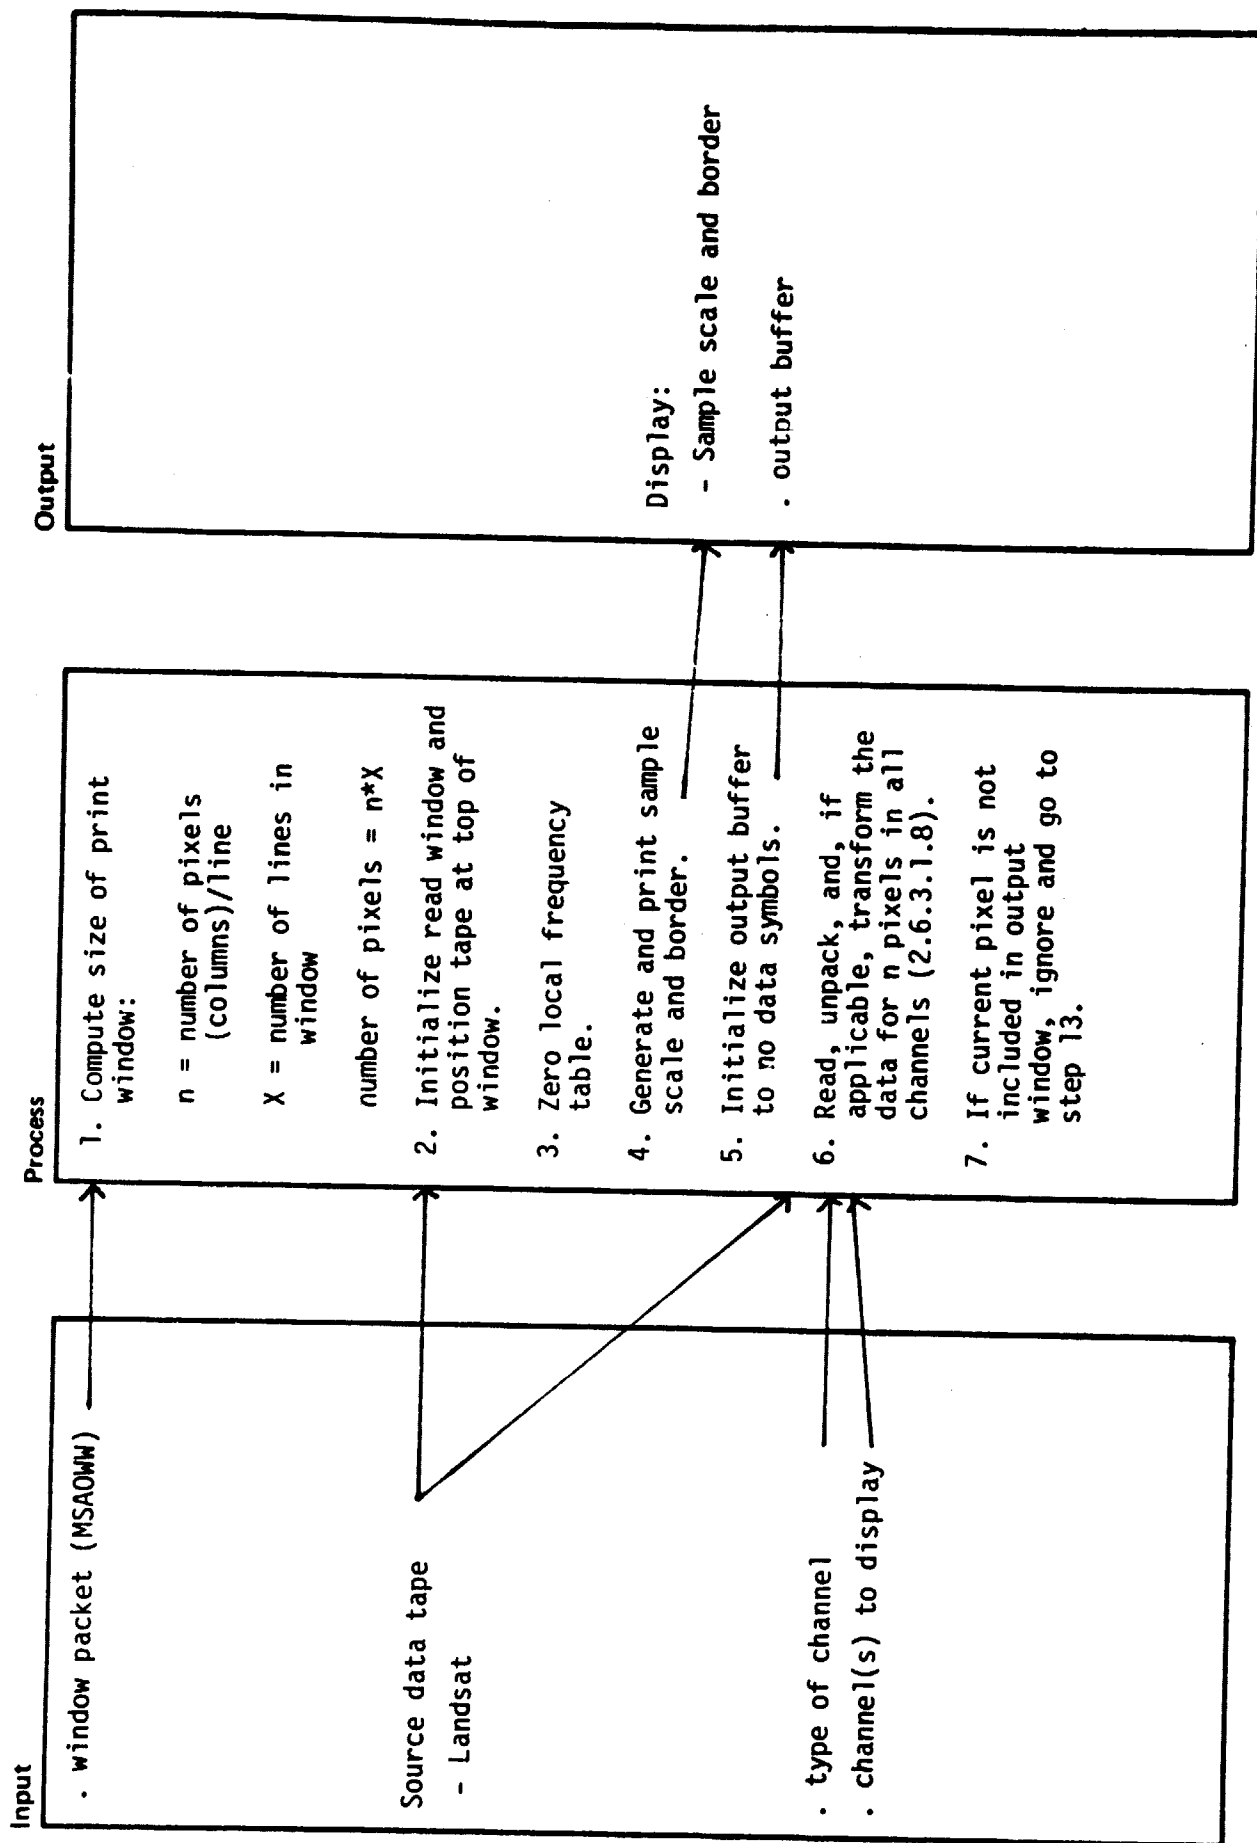 Input
. window packet (MSAOWW)
Source data tape
- Landsat
. type of channel
. channel(s) to display
Process
1. Compute size of print
window:
n = number of pixels
(columns)/line
X = number of lines in
window
number of pixels = n*X
2. Initialize read window and
position tape at top of
window.
3. Zero local frequency
table.
4. Generate and print sample
scale and border.
5. Initialize output buffer
to no data symbols.
6. Read, unpack, and, if
applicable, transform the
data for n pixels in all
channels (2.6.3.1.8).
7. If current pixel is not
included in output
window, ignore and go to
step 13.
Output
Display:
- Sample scale and border
. output buffer